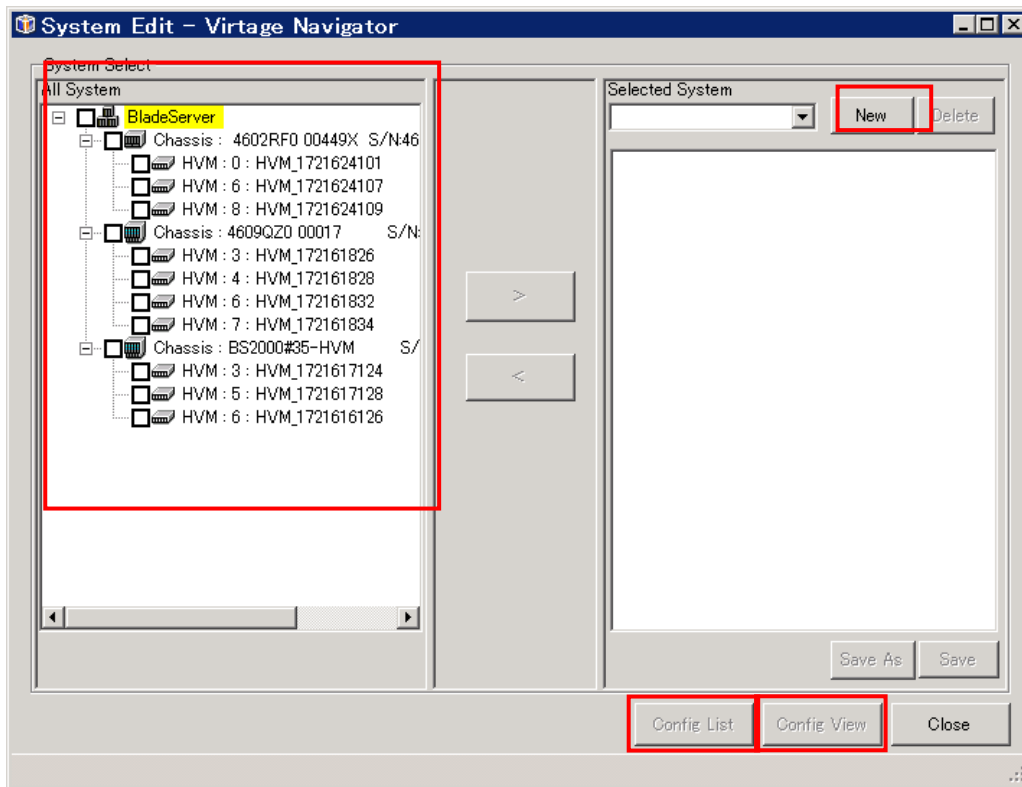 System Edit - Virtage Navigator
System Select
All System
BladeServer
Chassis : 4602RF0 00449X S/N:46
HVM : 0 : HVM_1721624101
HVM : 6 : HVM_1721624107
HVM : 8 : HVM_1721624109
Chassis : 4609QZ0 00017 S/N:
HVM : 3 : HVM_172161826
HVM : 4 : HVM_172161828
HVM : 6 : HVM_172161832
HVM : 7 : HVM_172161834
Chassis : BS2000#35-HVM S/
HVM : 3 : HVM_1721617124
HVM : 5 : HVM_1721617128
HVM : 6 : HVM_1721616126
>
<
Selected System
New
Delete
Save As
Save
Config List
Config View
Close